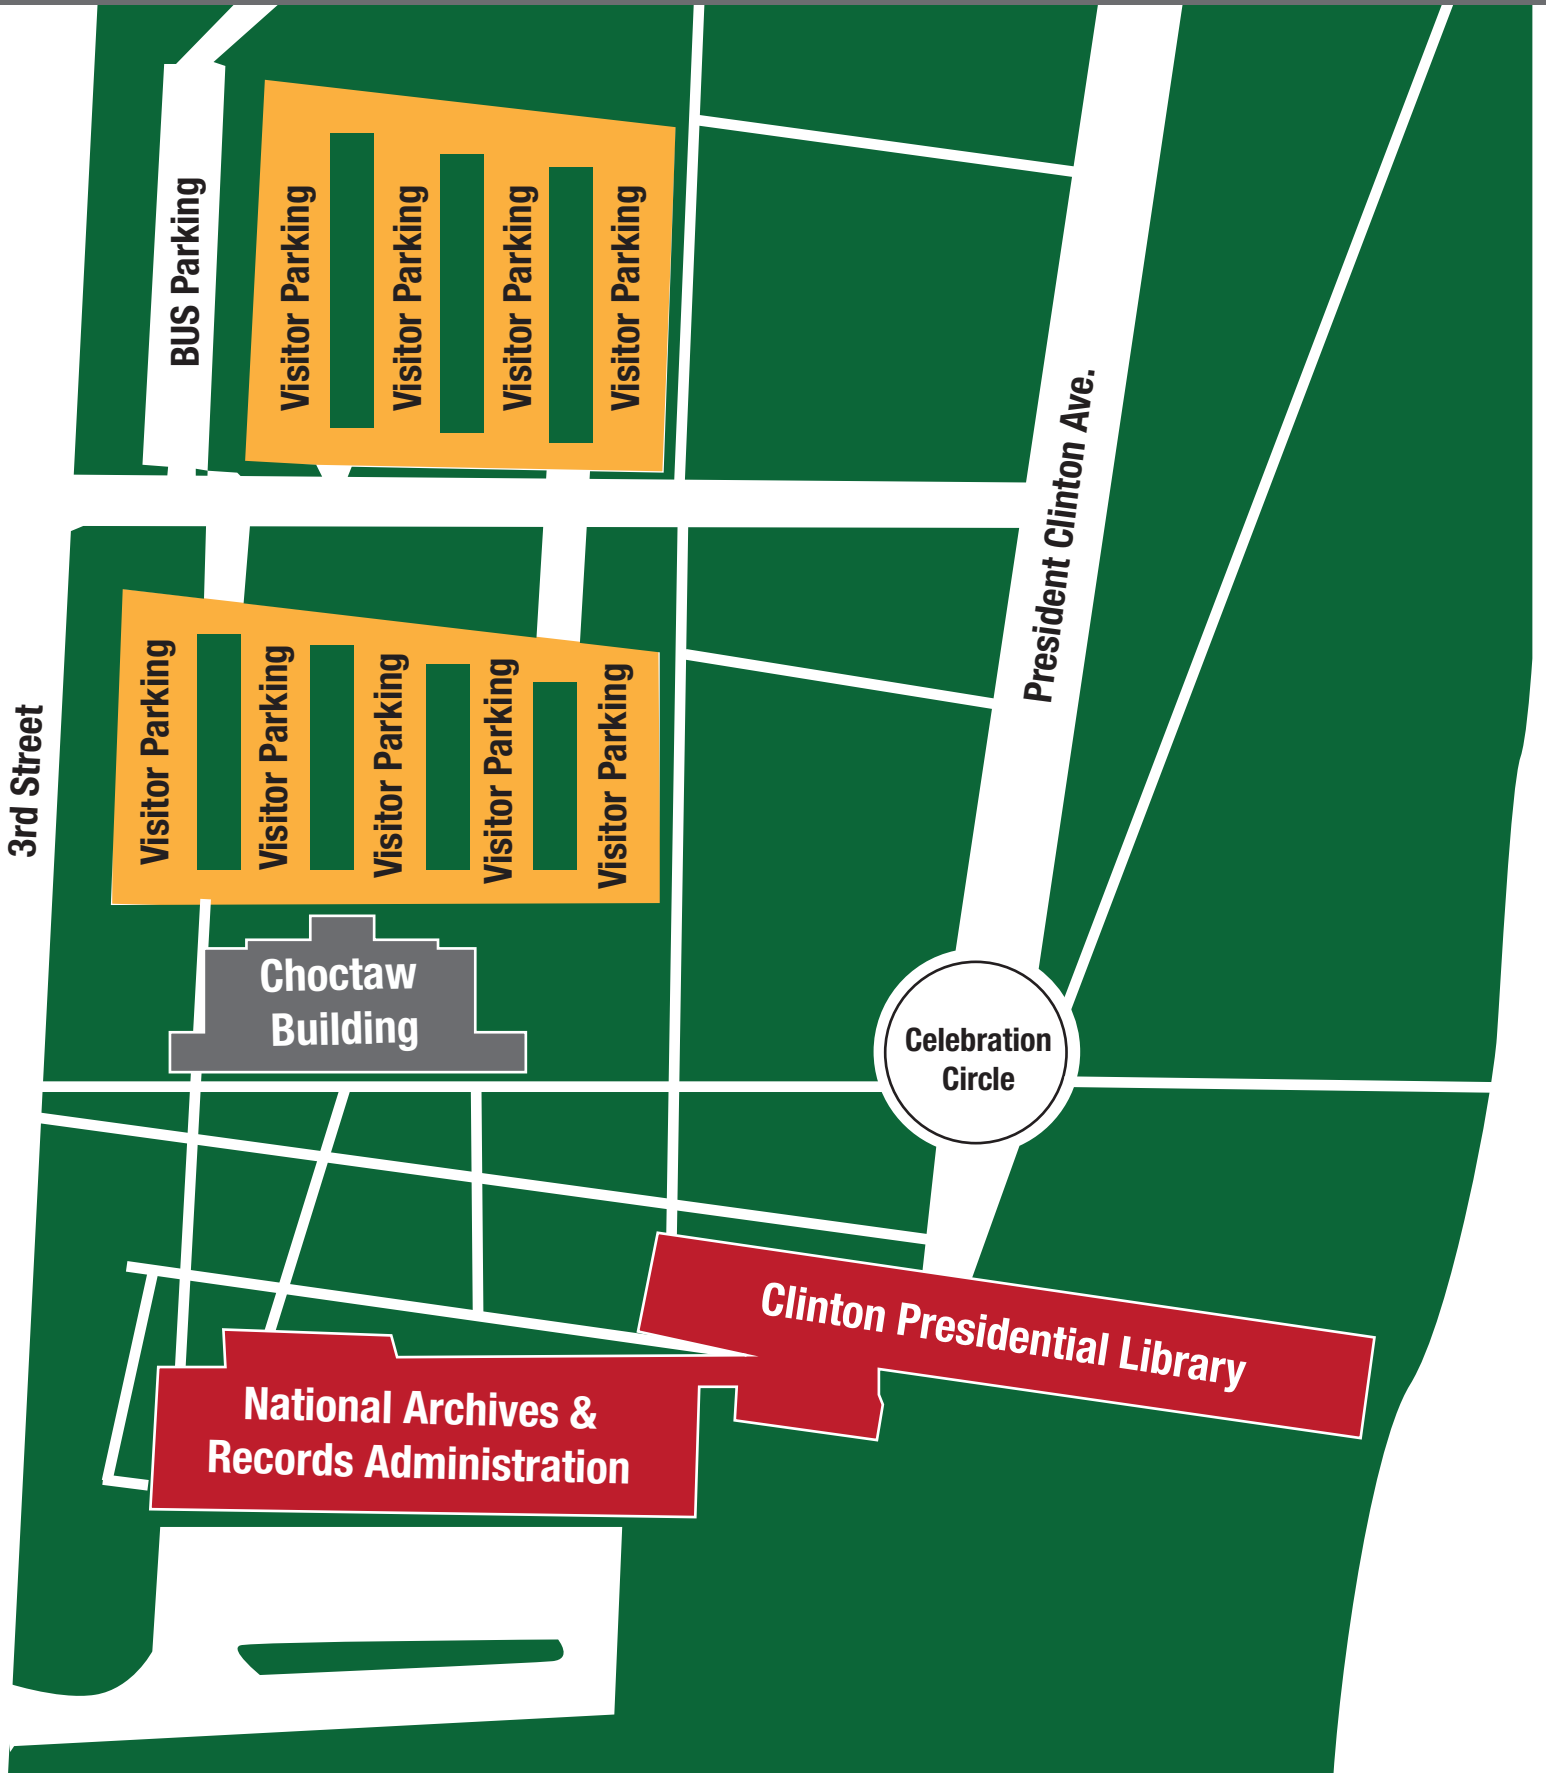 BUS Parking
Visitor Parking
Visitor Parking
Visitor Parking
Visitor Parking
President Clinton Ave.
3rd Street
Visitor Parking
Visitor Parking
Visitor Parking
Visitor Parking
Visitor Parking
Choctaw
Building
Celebration
Circle
Clinton Presidential Library
National Archives &
Records Administration